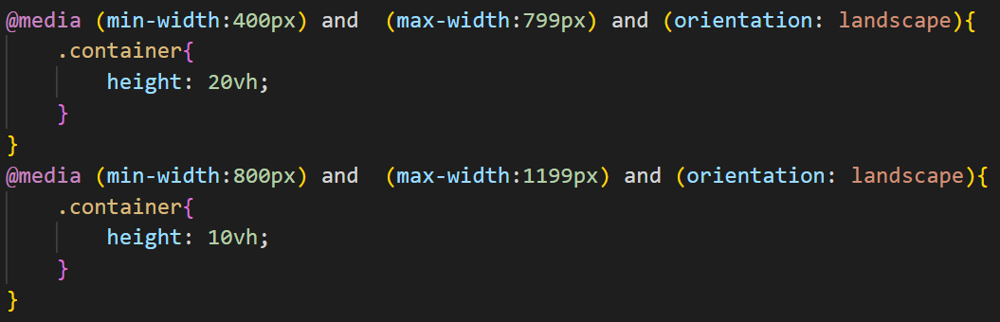 @media (min-width:400px) and  (max-width:799px) and (orientation: landscape){
    .container{
        height: 20vh;
    }
}
@media (min-width:800px) and  (max-width:1199px) and (orientation: landscape){
    .container{
        height: 10vh;
    }
}